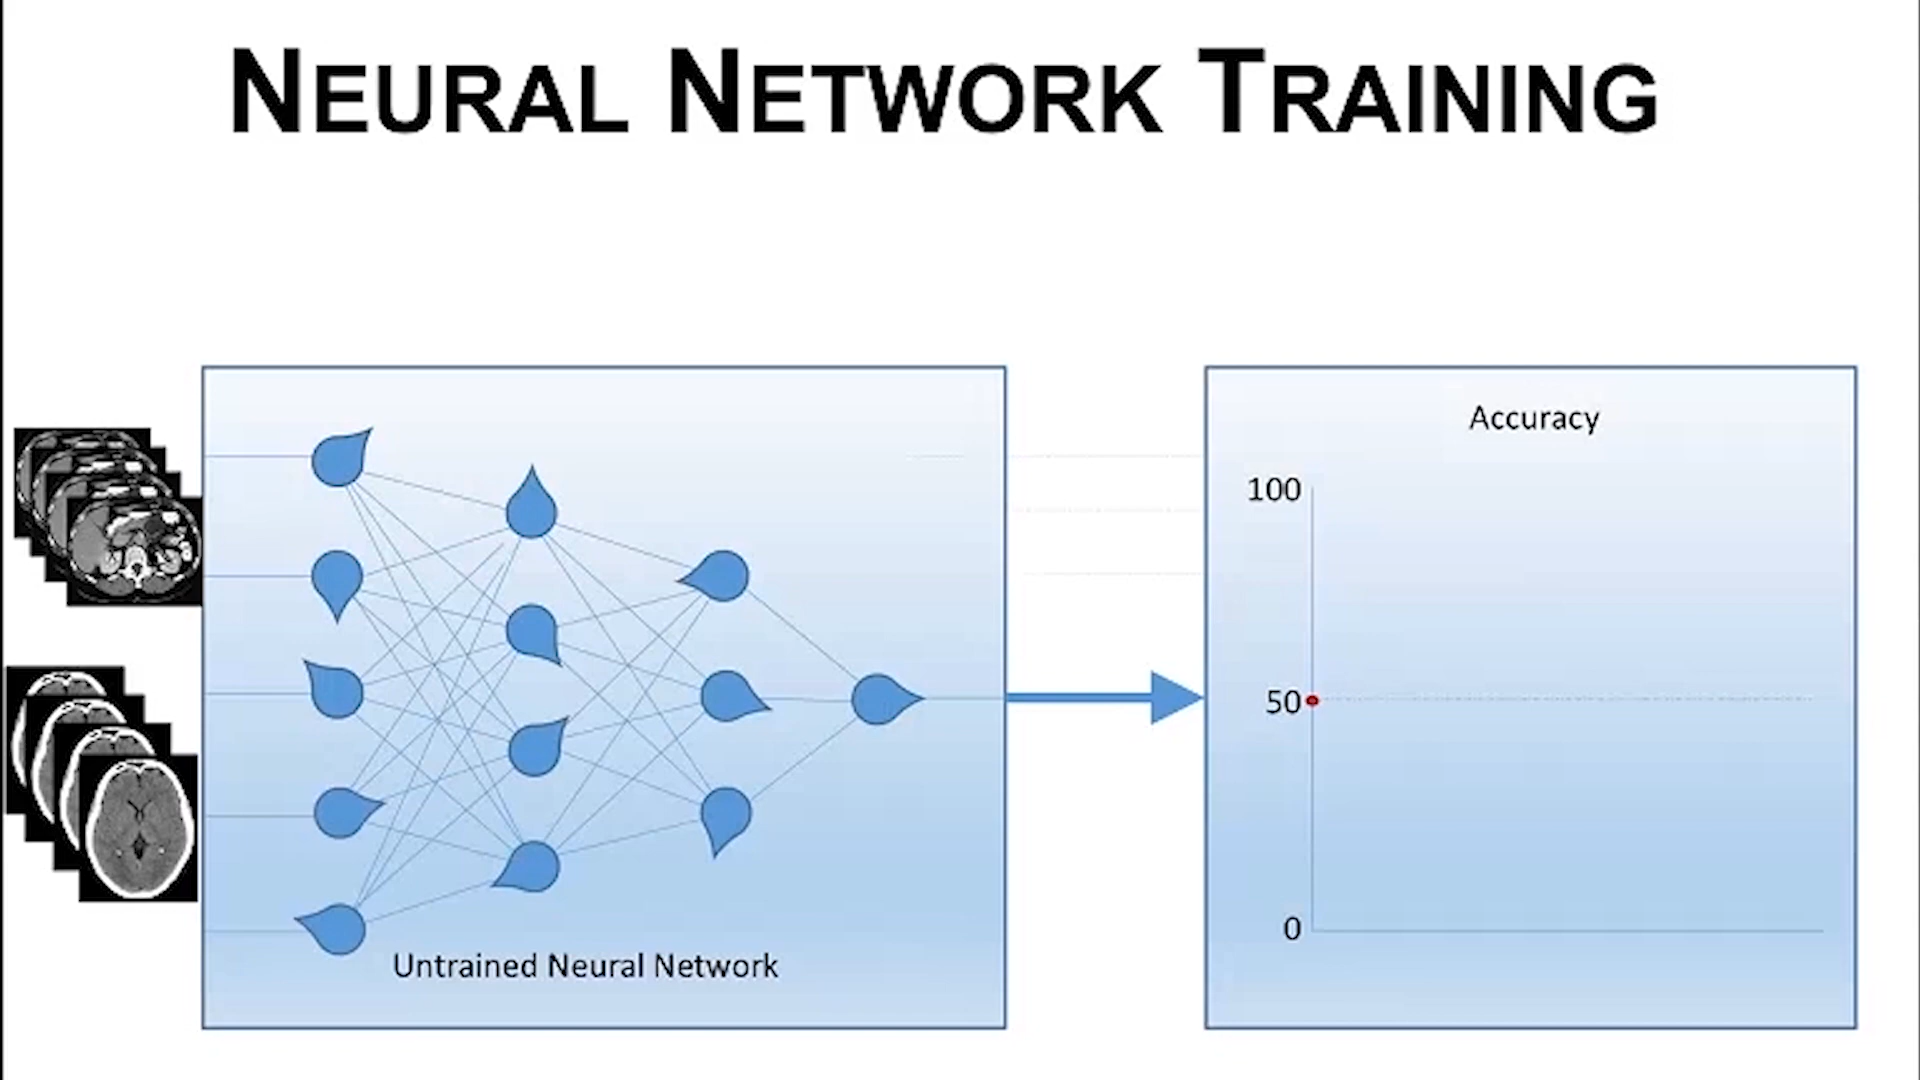 NEURAL NETWORK TRAINING
Untrained Neural Network
Accuracy
100
50
0